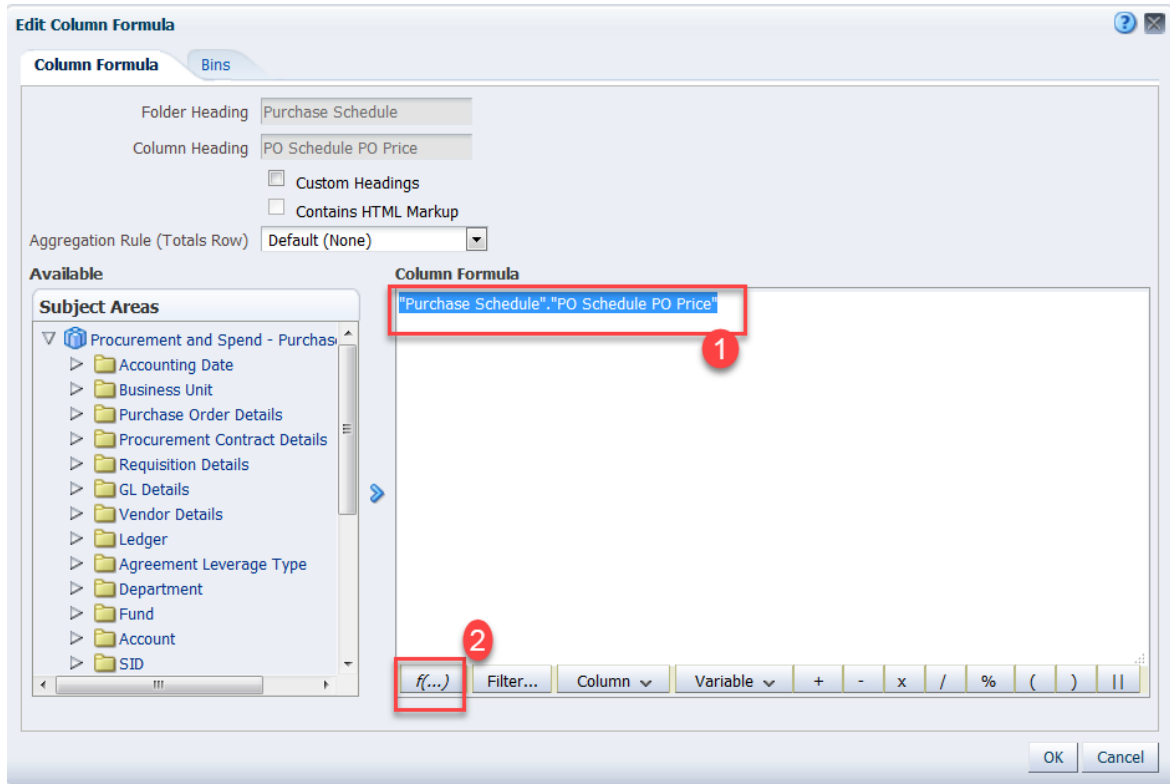 Edit Column Formula
Column Formula Bins
Folder Heading Purchase Schedule
Column Heading PO Schedule PO Price
Custom Headings
Contains HTML Markup
Aggregation Rule (Totals Row) Default (None)
Available Column Formula
Subject Areas
"Purchase Schedule"."PO Schedule PO Price"
1
Procurement and Spend - Purchas
Accounting Date
Business Unit
Purchase Order Details
Procurement Contract Details
Requisition Details
GL Details
Vendor Details
Ledger
Agreement Leverage Type
Department
Fund
Account
SID
2
f(...) Filter... Column Variable + - x / % ( ) ||
OK Cancel